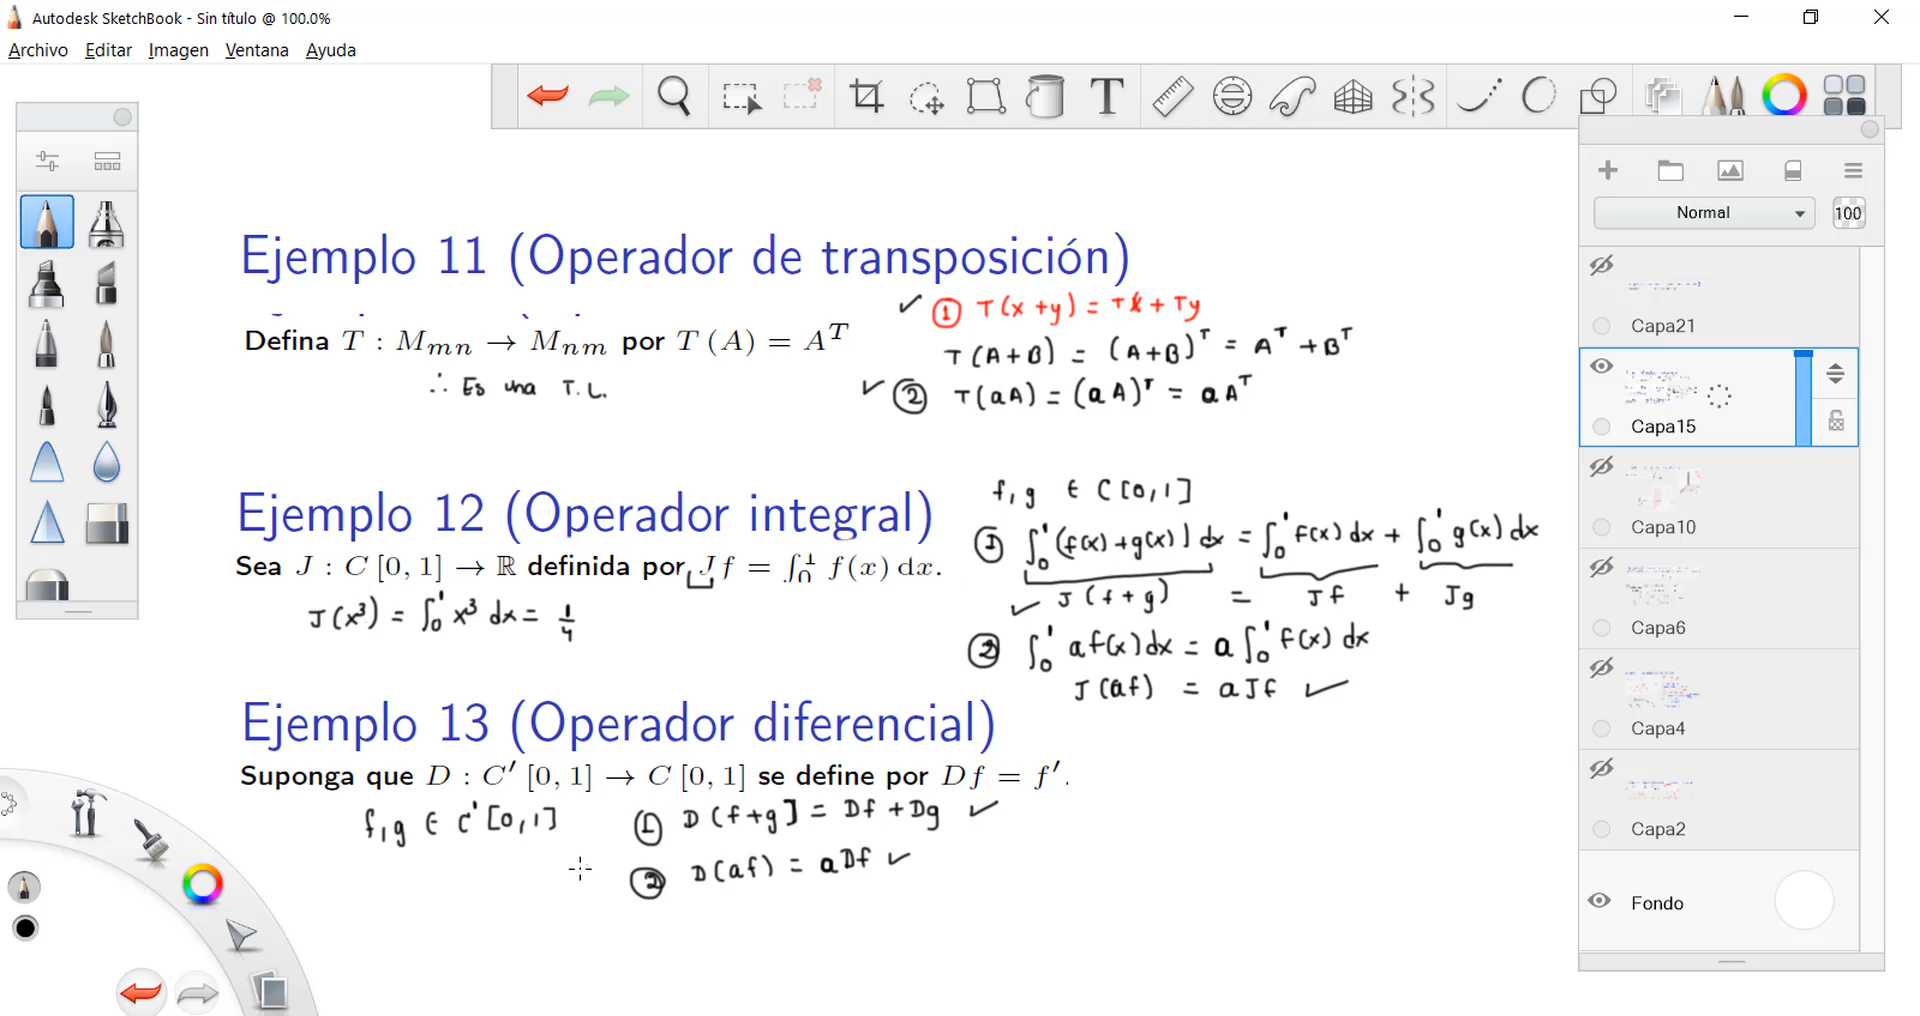 Autodesk SketchBook - Sin título @ 100.0%
Archivo Editar Imagen Ventana Ayuda
T
Normal
100
Capa21
Capa15
Capa10
Capa6
Capa4
Capa2
Fondo
Ejemplo 11 (Operador de transposición)
Defina T : Mmn → Mnm por T (A) = A^T
∴ Es una T.L.
✓ ① T(x+y) = Tx + Ty
T(A+B) = (A+B)^T = A^T + B^T
✓ ② T(aA) = (aA)^T = aA^T
Ejemplo 12 (Operador integral)
Sea J : C [0, 1] → ℝ definida por Jf = ∫₀¹ f(x) dx.
J(x³) = ∫₀¹ x³ dx = 1/4
f, g ∈ C[0,1]
① ∫₀¹ (f(x)+g(x)) dx = ∫₀¹ f(x) dx + ∫₀¹ g(x) dx
✓ J(f+g) = Jf + Jg
② ∫₀¹ af(x) dx = a ∫₀¹ f(x) dx
J(af) = aJf ✓
Ejemplo 13 (Operador diferencial)
Suponga que D : C′ [0, 1] → C [0, 1] se define por Df = f′.
f, g ∈ C'[0,1]
① D(f+g] = Df + Dg ✓
② D(af) = aDf ✓